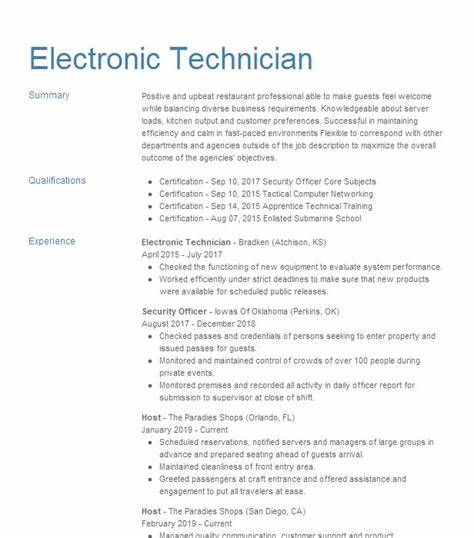 Electronic Technician
Summary
Positive and upbeat restaurant professional able to make guests feel welcome
while balancing diverse business requirements. Knowledgeable about server
loads, kitchen output and customer preferences. Successful in maintaining
efficiency and calm in fast-paced environments Flexible to correspond with other
departments and agencies outside of the job description to maximize the overall
outcome of the agencies' objectives.
Qualifications
● Certification - Sep 10, 2017 Security Officer Core Subjects
● Certification - Sep 10, 2015 Tactical Computer Networking
● Certification - Sep 14, 2015 Apprentice Technical Training
● Certification - Aug 07, 2015 Enlisted Submarine School
Experience
Electronic Technician - Bradken (Atchison, KS)
April 2015 - July 2017
● Checked the functioning of new equipment to evaluate system performance.
● Worked efficiently under strict deadlines to make sure that new products
were available for scheduled public releases.
Security Officer - Iowas Of Oklahoma (Perkins, OK)
August 2017 - December 2018
● Checked passes and credentials of persons seeking to enter property and
issued passes for guests.
● Monitored and maintained control of crowds of over 100 people during
private events.
● Monitored premises and recorded all activity in daily officer report for
submission to supervisor at close of shift.
Host - The Paradies Shops (Orlando, FL)
January 2019 - Current
● Scheduled reservations, notified servers and managers of large groups in
advance and prepared seating ahead of guests arrival.
● Maintained cleanliness of front entry area.
● Greeted passengers at craft entrance and offered assistance and
engagement to put all travelers at ease.
Host - The Paradies Shops (San Diego, CA)
February 2019 - Current
● Managed quality communication, customer support and product